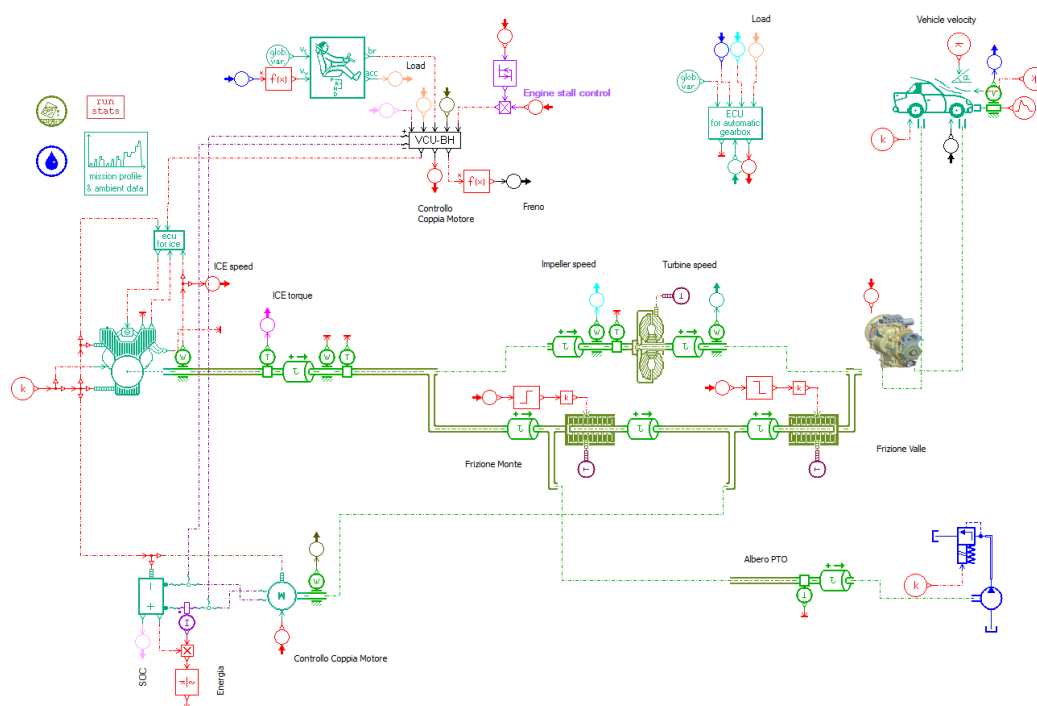 Vehicle velocity
Load
glob
var.
Vc
br
x
f(x)
Vv
acc
Load
Engine stall control
glob
var.
ECU
for automatic
gearbox
α
V
k
k
run
stats
VCU-BH
x
f(x)
mission profile
& ambient data
Controllo
Coppia Motore
Freno
ecu
for ice
ICE speed
ICE torque
Impeller speed
Turbine speed
k
W
T
W
T
W
T
T
W
k
k
Frizione Monte
T
Frizione Valle
T
Albero PTO
T
k
W
M
I
Controllo Coppia Motore
SOC
Energia